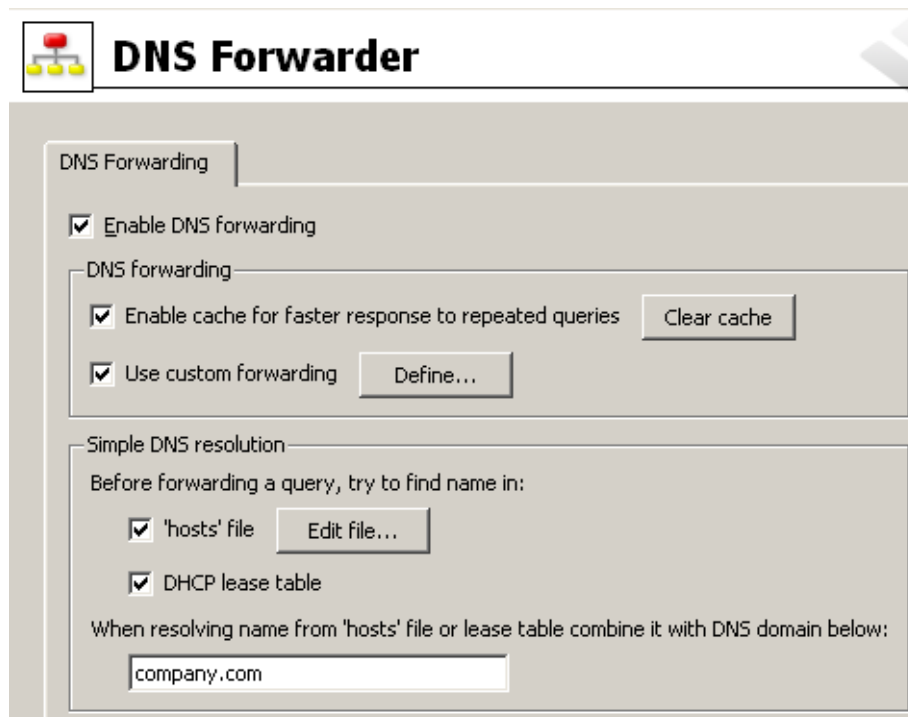 DNS Forwarder
DNS Forwarding
Enable DNS forwarding
DNS forwarding
Enable cache for faster response to repeated queries Clear cache
Use custom forwarding Define...
Simple DNS resolution
Before forwarding a query, try to find name in:
'hosts' file Edit file...
DHCP lease table
When resolving name from 'hosts' file or lease table combine it with DNS domain below:
company.com